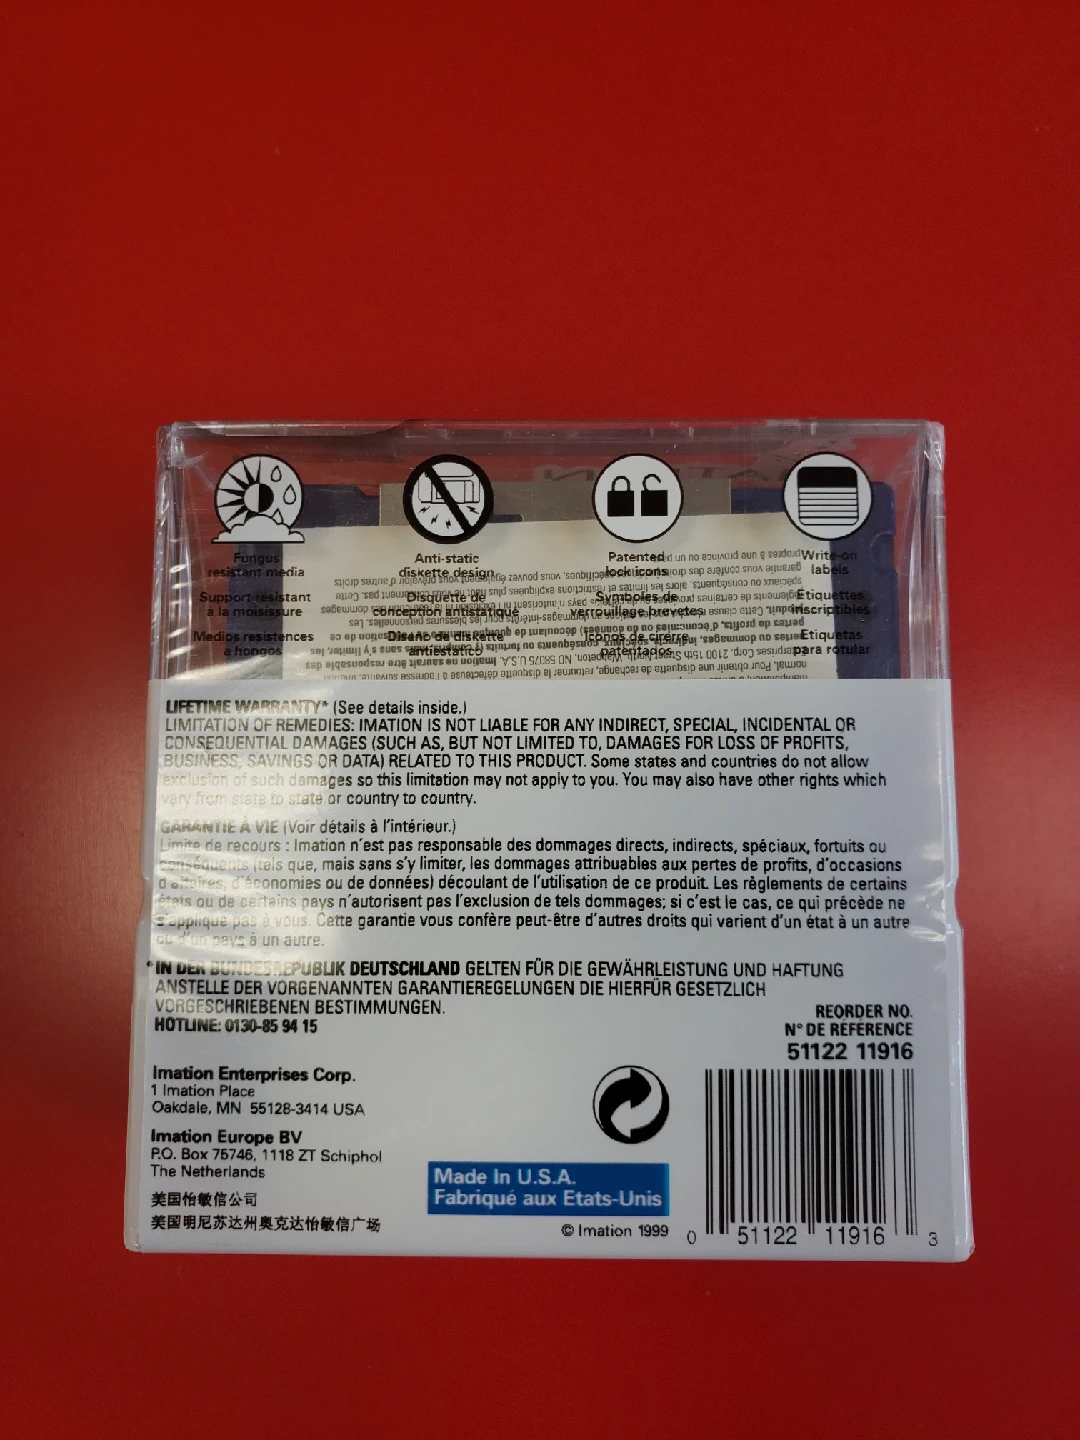 Fungus
resistant media
Support résistant
à la moisissure
Medios resistences
a hongos
Anti-static
diskette design
Disquette de
conception antistatique
Diseno de diskette
antiestatico
Patented
lock icons
Symboles de
verrouillage brevetes
Iconos de cirerre
patentados
Write-on
labels
Étiquettes
inscriptibles
Etiquetas
para rotular
LIFETIME WARRANTY* (See details inside.)
LIMITATION OF REMEDIES: IMATION IS NOT LIABLE FOR ANY INDIRECT, SPECIAL, INCIDENTAL OR
CONSEQUENTIAL DAMAGES (SUCH AS, BUT NOT LIMITED TO, DAMAGES FOR LOSS OF PROFITS,
BUSINESS, SAVINGS OR DATA) RELATED TO THIS PRODUCT. Some states and countries do not allow
exclusion of such damages so this limitation may not apply to you. You may also have other rights which
vary from state to state or country to country.
GARANTIE À VIE (Voir détails à l'intérieur.)
Limite de recours : Imation n'est pas responsable des dommages directs, indirects, spéciaux, fortuits ou
conséquents (tels que, mais sans s'y limiter, les dommages attribuables aux pertes de profits, d'occasions
d'affaires, d'économies ou de données) découlant de l'utilisation de ce produit. Les règlements de certains
états ou de certains pays n'autorisent pas l'exclusion de tels dommages; si c'est le cas, ce qui précède ne
s'applique pas à vous. Cette garantie vous confère peut-être d'autres droits qui varient d'un état à un autre
ou d'un pays à un autre.
*IN DER BUNDESREPUBLIK DEUTSCHLAND GELTEN FÜR DIE GEWÄHRLEISTUNG UND HAFTUNG
ANSTELLE DER VORGENANNTEN GARANTIEREGELUNGEN DIE HIERFÜR GESETZLICH
VORGESCHRIEBENEN BESTIMMUNGEN.
HOTLINE: 0130-85 94 15
REORDER NO.
N° DE RÉFÉRENCE
51122 11916
Imation Enterprises Corp.
1 Imation Place
Oakdale, MN 55128-3414 USA
Imation Europe BV
P.O. Box 75746, 1118 ZT Schiphol
The Netherlands
美国怡敏信公司
美国明尼苏达州奥克达怡敏信广场
Made In U.S.A.
Fabriqué aux Etats-Unis
© Imation 1999
0 51122 11916 3